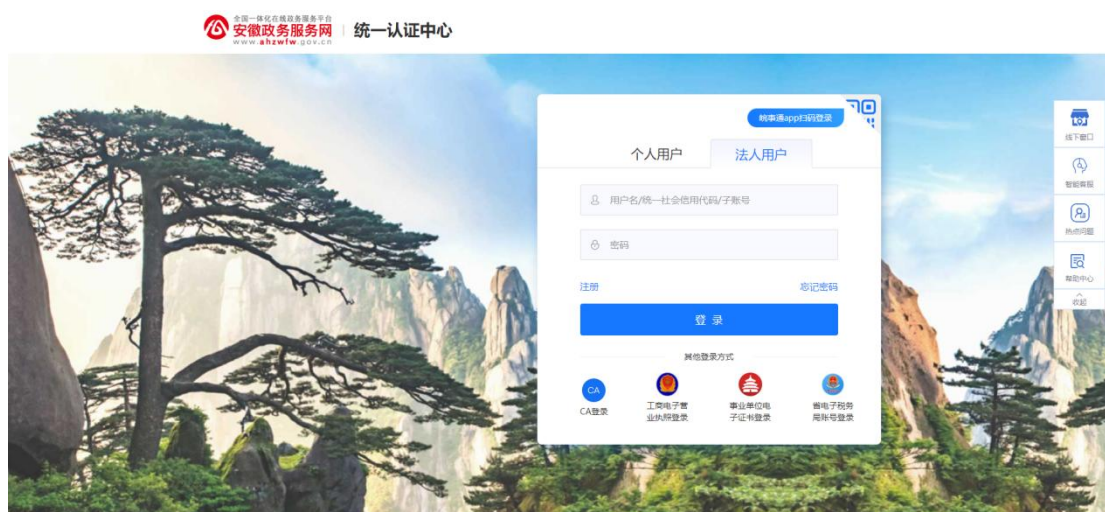 全国一体化在线政务服务平台
安徽政务服务网
www.ahzwfw.gov.cn
统一认证中心
皖事通app扫码登录
个人用户
法人用户
用户名/统一社会信用代码/子账号
密码
注册
忘记密码
登 录
其他登录方式
CA
CA登录
工商电子营
业执照登录
事业单位电
子证书登录
省电子税务
局账号登录
线下窗口
智能客服
热点问题
帮助中心
收起